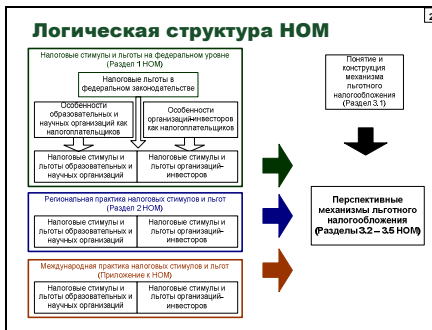 2
Логическая структура НОМ
Налоговые стимулы и льготы на федеральном уровне
(Раздел 1 НОМ)
Налоговые льготы в
федеральном законодательстве
Особенности
образовательных и
научных организаций как
налогоплательщиков
Особенности
организаций-инвесторов
как налогоплательщиков
Налоговые стимулы и
льготы образовательных и
научных организаций
Налоговые стимулы и
льготы организаций–
инвесторов
Региональная практика налоговых стимулов и льгот
(Раздел 2 НОМ)
Налоговые стимулы и
льготы образовательных и
научных организаций
Налоговые стимулы и
льготы организаций–
инвесторов
Международная практика налоговых стимулов и льгот
(Приложение к НОМ)
Налоговые стимулы и
льготы образовательных и
научных организаций
Налоговые стимулы и
льготы организаций–
инвесторов
Понятие и
конструкция
механизма
льготного
налогообложения
(Раздел 3.1)
Перспективные
механизмы льготного
налогообложения
(Разделы 3.2 – 3.5 НОМ)